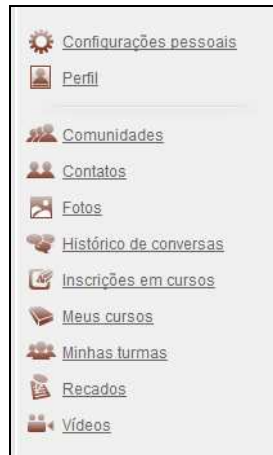 Configurações pessoais
Perfil
Comunidades
Contatos
Fotos
Histórico de conversas
Inscrições em cursos
Meus cursos
Minhas turmas
Recados
Vídeos